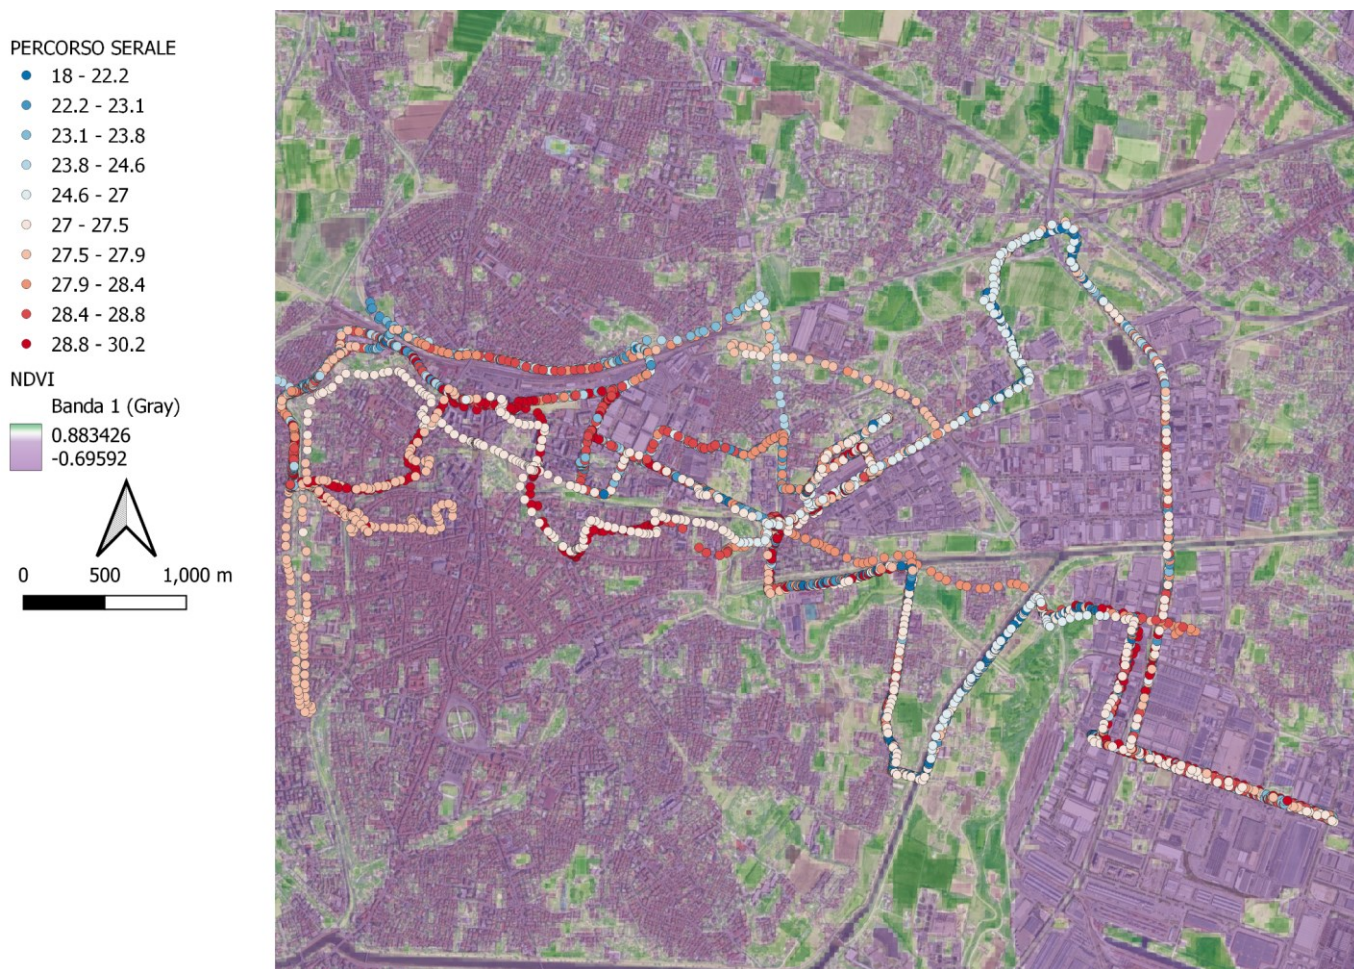 PERCORSO SERALE
18 - 22.2
22.2 - 23.1
23.1 - 23.8
23.8 - 24.6
24.6 - 27
27 - 27.5
27.5 - 27.9
27.9 - 28.4
28.4 - 28.8
28.8 - 30.2
NDVI
Banda 1 (Gray)
0.883426
-0.69592
0 500 1,000 m